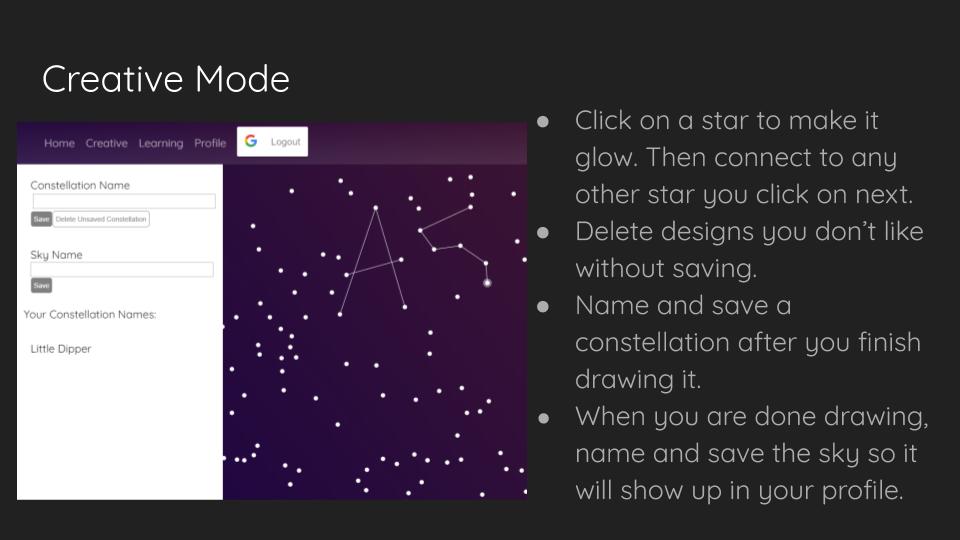 Creative Mode
Home Creative Learning Profile Logout
Constellation Name
Save Delete Unsaved Constellation
Sky Name
Save
Your Constellation Names:
Little Dipper
● Click on a star to make it
glow. Then connect to any
other star you click on next.
● Delete designs you don’t like
without saving.
● Name and save a
constellation after you finish
drawing it.
● When you are done drawing,
name and save the sky so it
will show up in your profile.